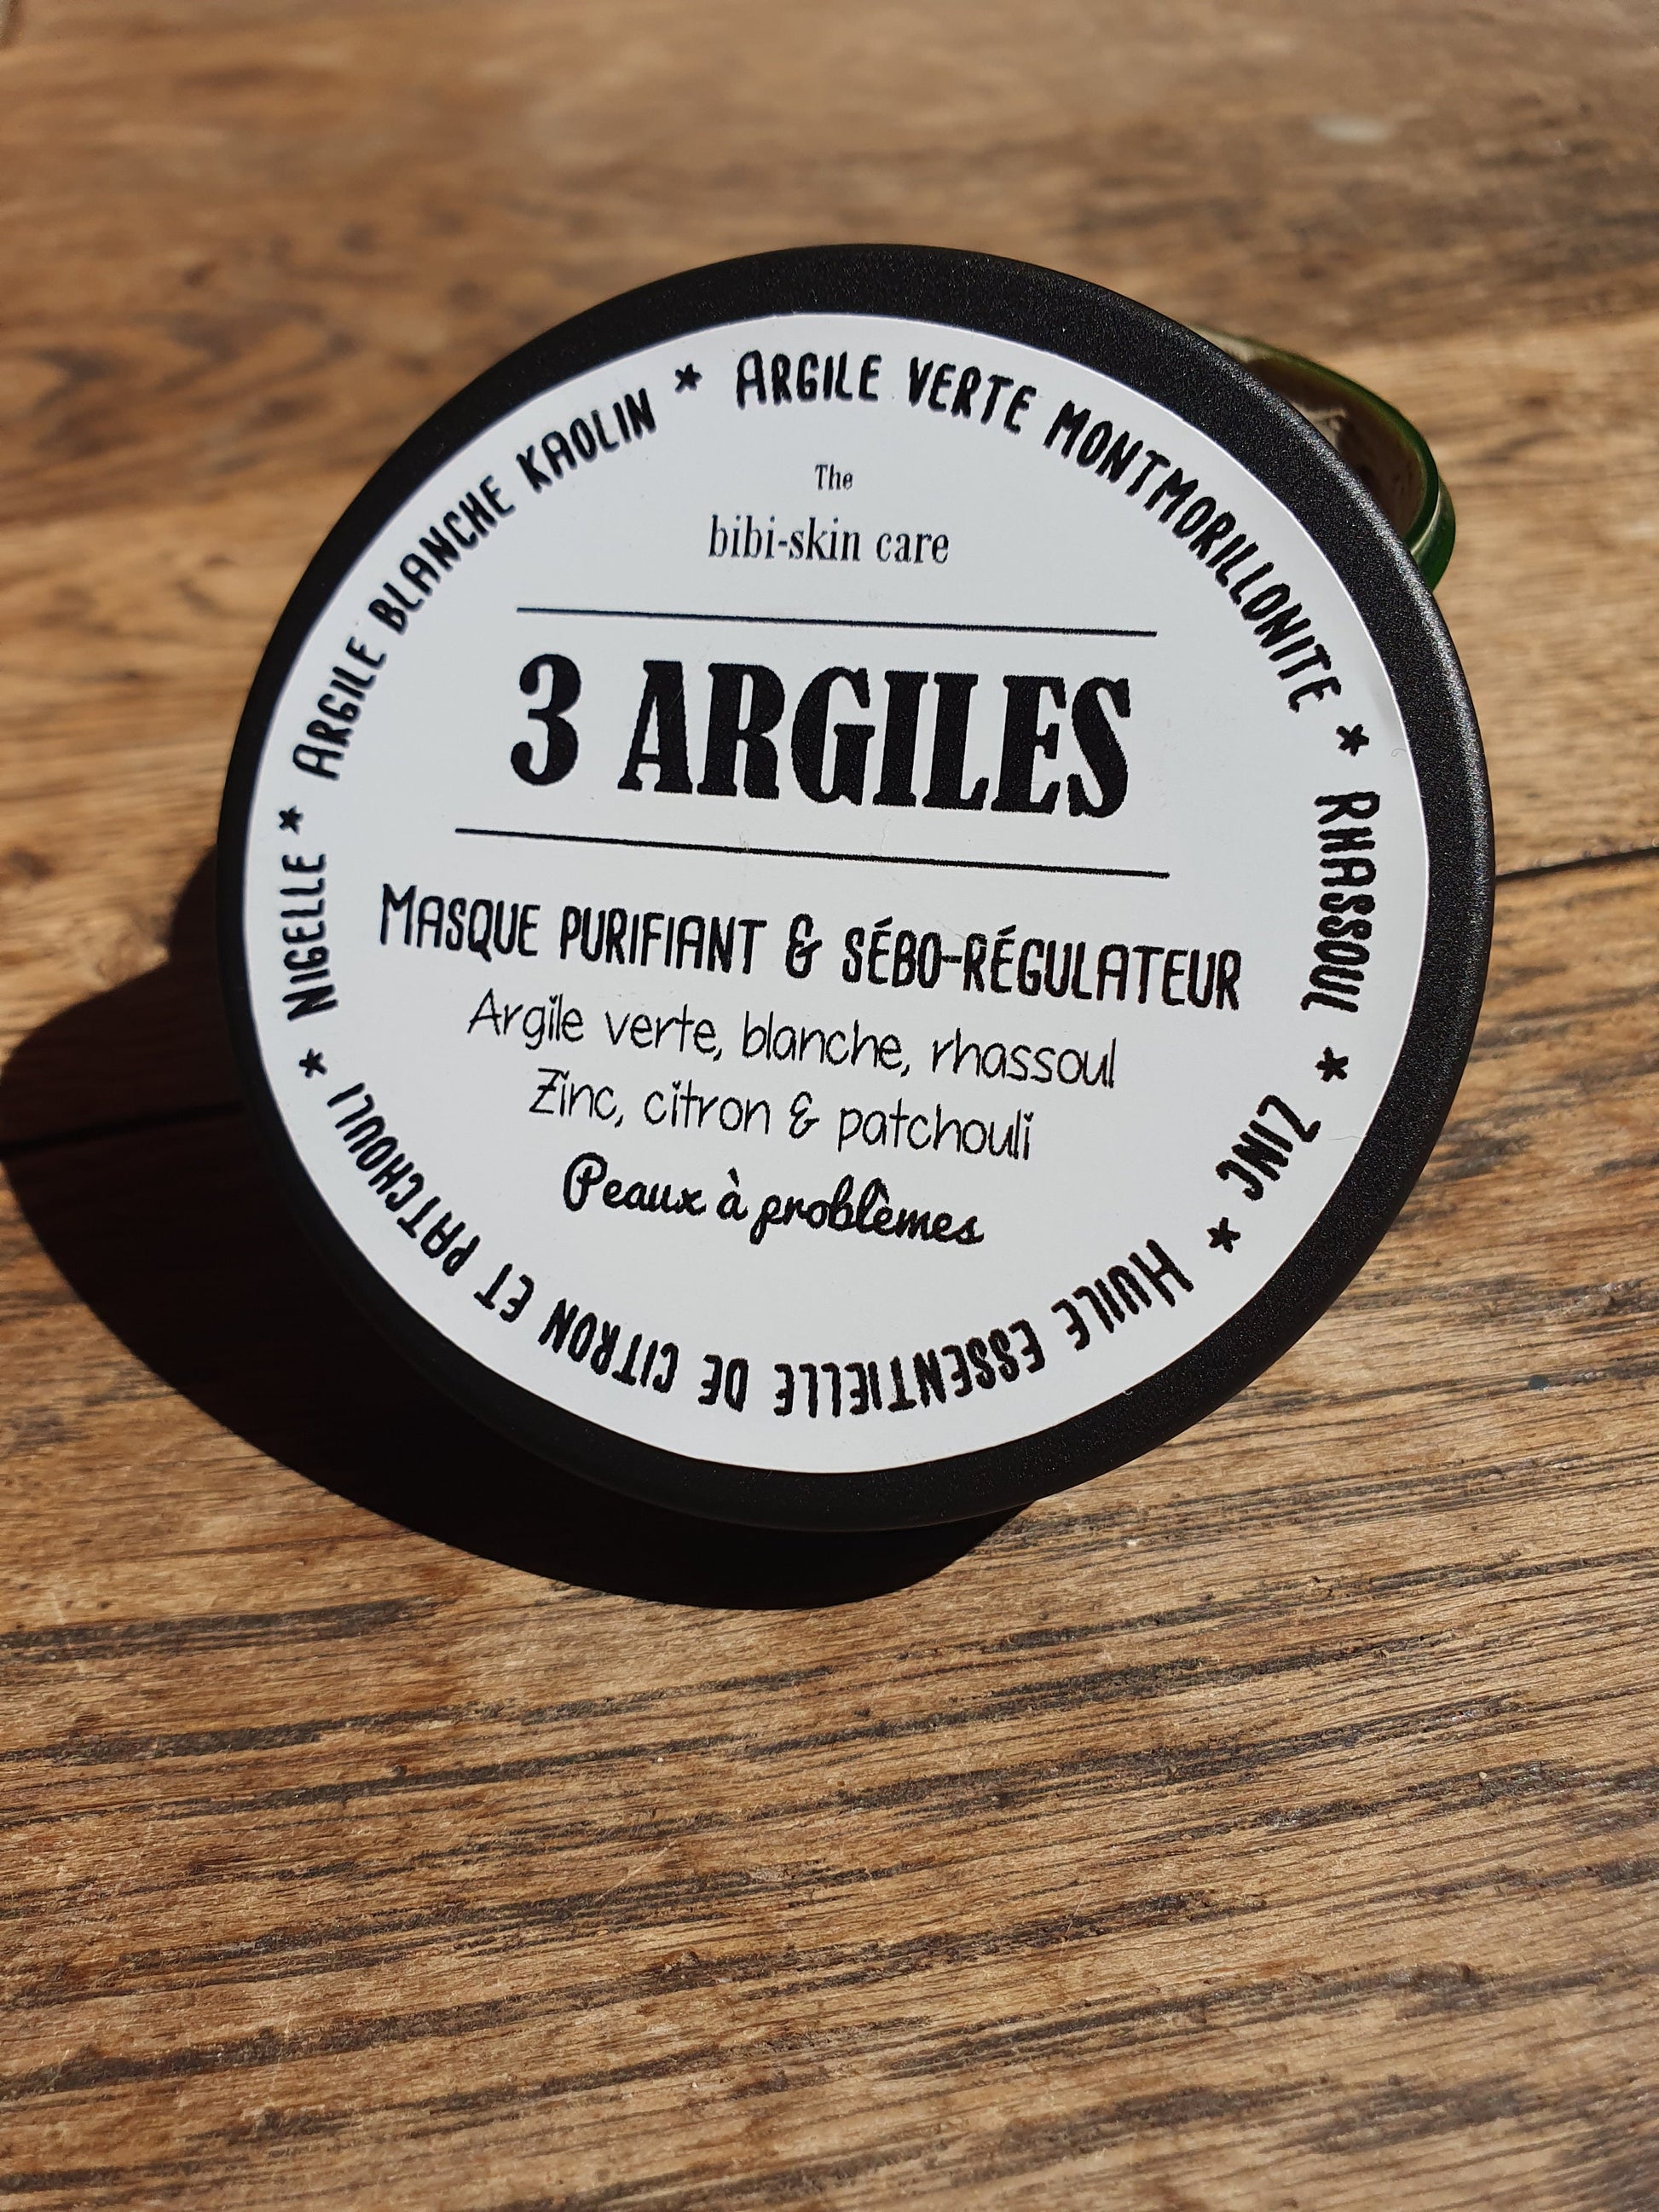 The
bibi-skin care
3 ARGILES
MASQUE PURIFIANT & SÉBO-RÉGULATEUR
Argile verte, blanche, rhassoul
Zinc, citron & patchouli
Peaux à problèmes
ARGILE VERTE MONTMORILLONITE * RHASSOUL * ZINC * HUILE ESSENTIELLE DE CITRON ET PATCHOULI * NIGELLE * ARGILE BLANCHE KAOLIN *